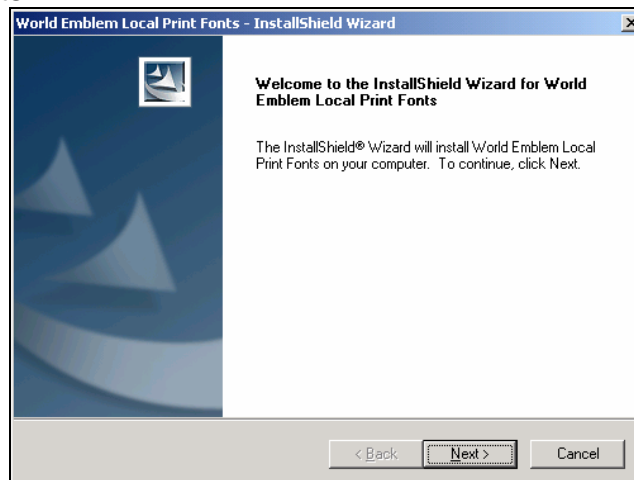 World Emblem Local Print Fonts - InstallShield Wizard
Welcome to the InstallShield Wizard for World
Emblem Local Print Fonts
The InstallShield® Wizard will install World Emblem Local
Print Fonts on your computer. To continue, click Next.
< Back Next > Cancel